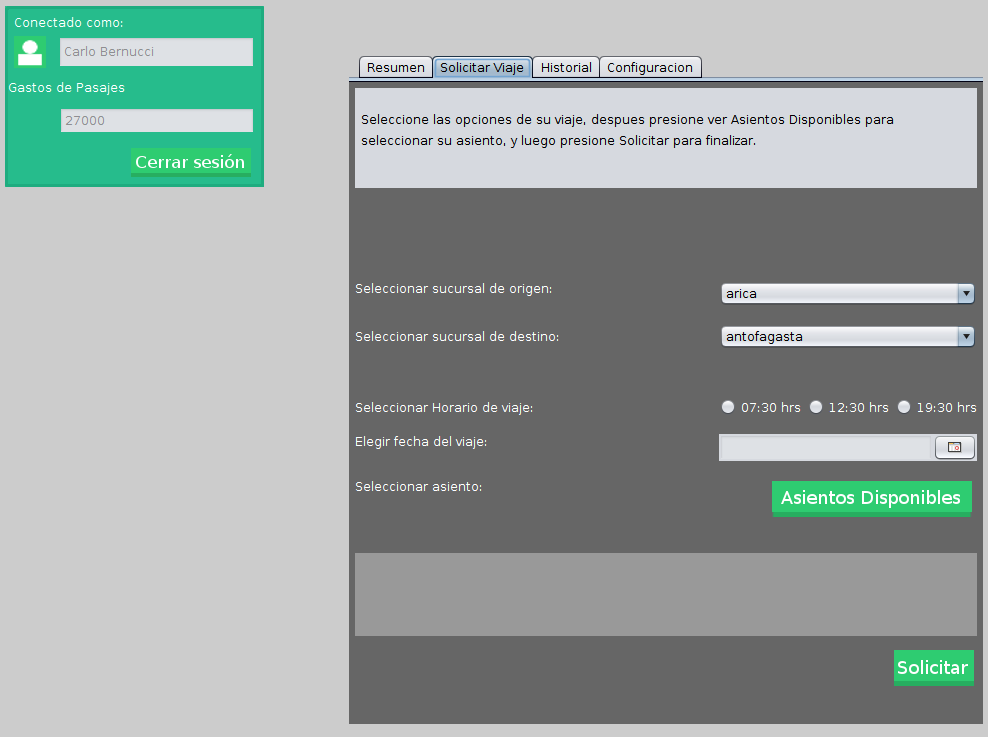 Conectado como:
Carlo Bernucci
Gastos de Pasajes
27000
Cerrar sesión
Resumen Solicitar Viaje Historial Configuracion
Seleccione las opciones de su viaje, despues presione ver Asientos Disponibles para
seleccionar su asiento, y luego presione Solicitar para finalizar.
Seleccionar sucursal de origen: arica
Seleccionar sucursal de destino: antofagasta
Seleccionar Horario de viaje: 07:30 hrs 12:30 hrs 19:30 hrs
Elegir fecha del viaje:
Seleccionar asiento: Asientos Disponibles
Solicitar